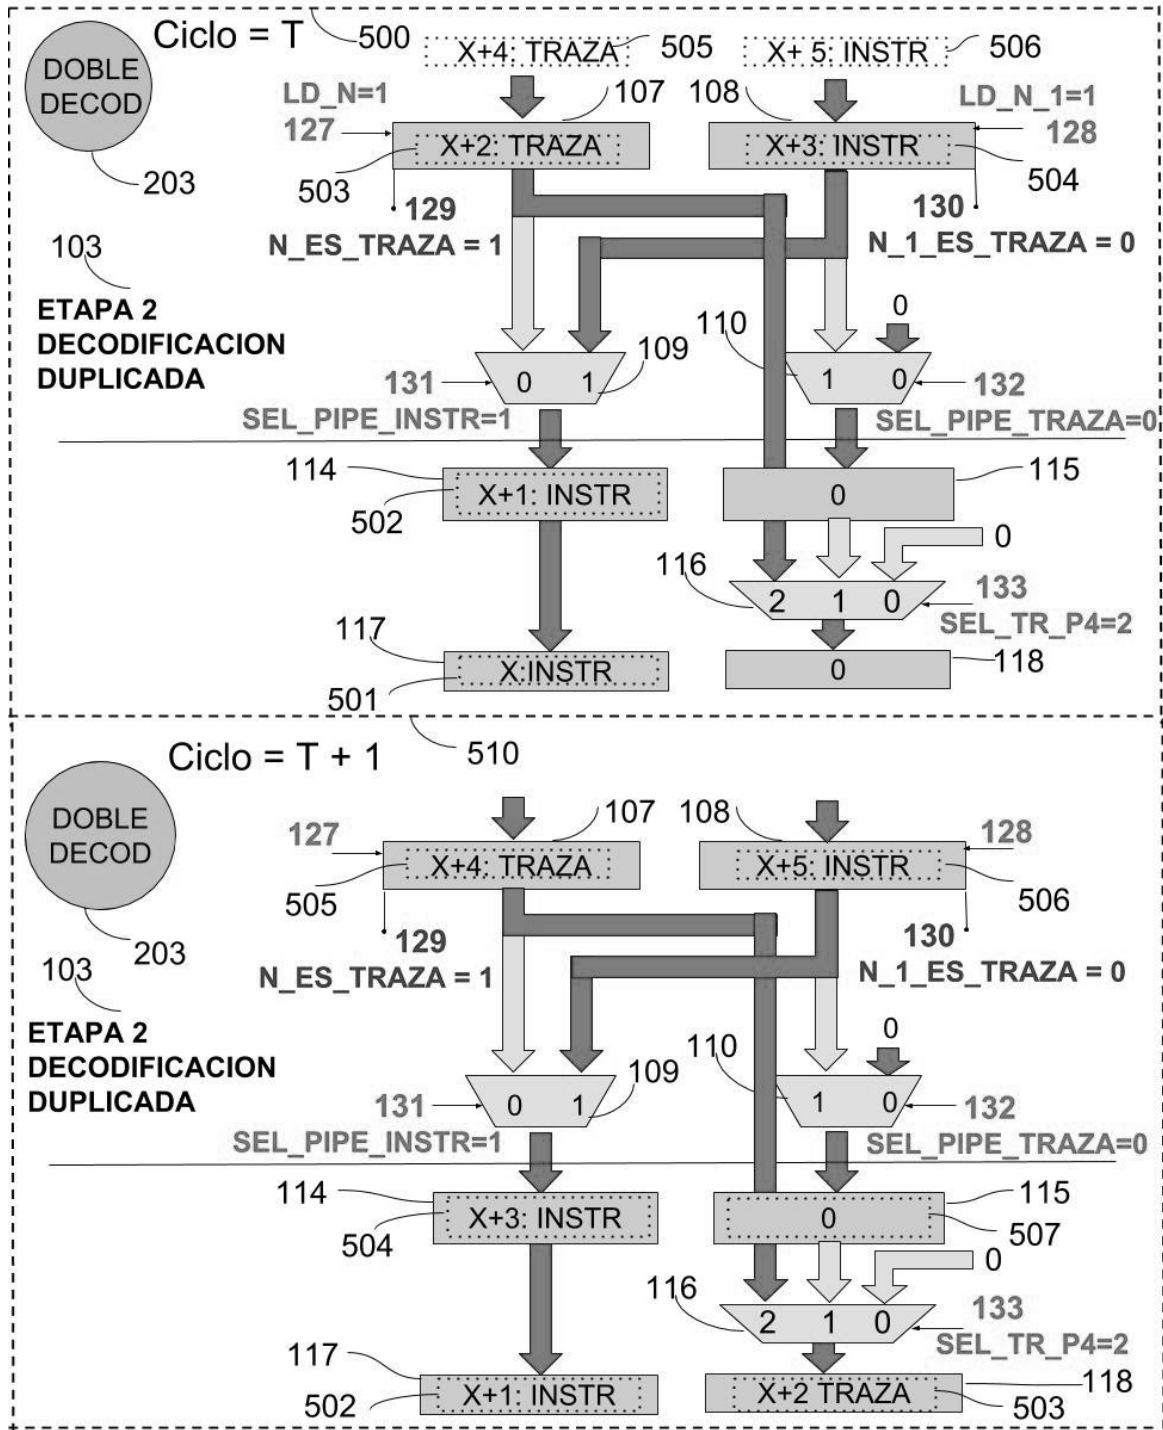 Ciclo = T
500
DOBLE
DECOD
203
X+4: TRAZA
505
X+ 5: INSTR
506
LD_N=1
127
107
108
LD_N_1=1
128
X+2: TRAZA
503
X+3: INSTR
504
129
N_ES_TRAZA = 1
130
N_1_ES_TRAZA = 0
103
ETAPA 2
DECODIFICACION
DUPLICADA
0
110
109
0 1
1 0
131
SEL_PIPE_INSTR=1
132
SEL_PIPE_TRAZA=0
114
X+1: INSTR
502
115
0
0
116
2 1 0
133
SEL_TR_P4=2
117
X:INSTR
501
0
118
Ciclo = T + 1
510
DOBLE
DECOD
203
127
107
108
128
X+4: TRAZA
505
X+5: INSTR
506
129
N_ES_TRAZA = 1
130
N_1_ES_TRAZA = 0
103
ETAPA 2
DECODIFICACION
DUPLICADA
0
110
109
0 1
1 0
131
SEL_PIPE_INSTR=1
132
SEL_PIPE_TRAZA=0
114
X+3: INSTR
504
115
0
507
0
116
2 1 0
133
SEL_TR_P4=2
117
X+1: INSTR
502
X+2 TRAZA
118
503